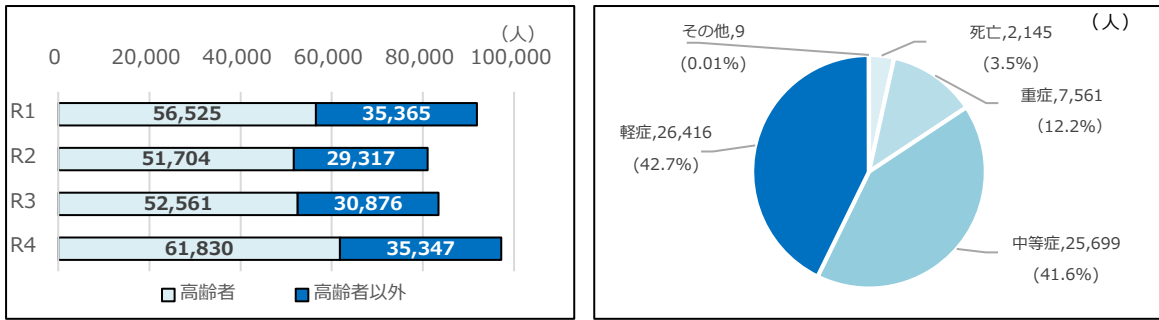 （人）
0 20,000 40,000 60,000 80,000 100,000
R1 56,525 35,365
R2 51,704 29,317
R3 52,561 30,876
R4 61,830 35,347
高齢者 高齢者以外
（人）
その他,9
(0.01%)
死亡,2,145
(3.5%)
重症,7,561
(12.2%)
軽症,26,416
(42.7%)
中等症,25,699
(41.6%)